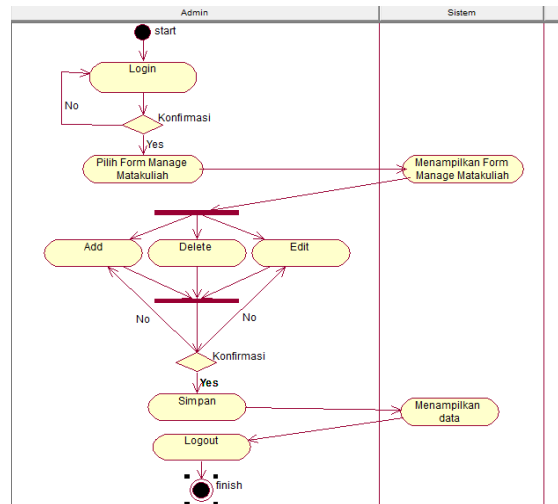 Admin
Sistem
start
Login
No
Konfirmasi
Yes
Pilih Form Manage
Matakuliah
Menampilkan Form
Manage Matakuliah
Add
Delete
Edit
No
No
Konfirmasi
Yes
Simpan
Menampilkan
data
Logout
finish